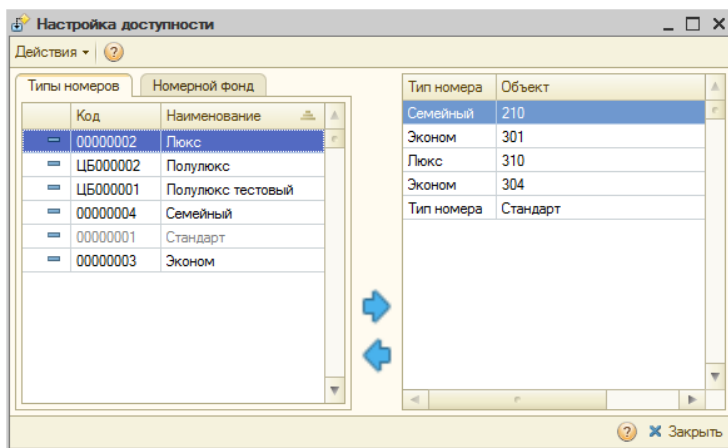 Настройка доступности
Действия
Типы номеров Номерной фонд
Код Наименование
00000002 Люкс
ЦБ000002 Полулюкс
ЦБ000001 Полулюкс тестовый
00000004 Семейный
00000001 Стандарт
00000003 Эконом
Тип номера Объект
Семейный 210
Эконом 301
Люкс 310
Эконом 304
Тип номера Стандарт
Закрыть